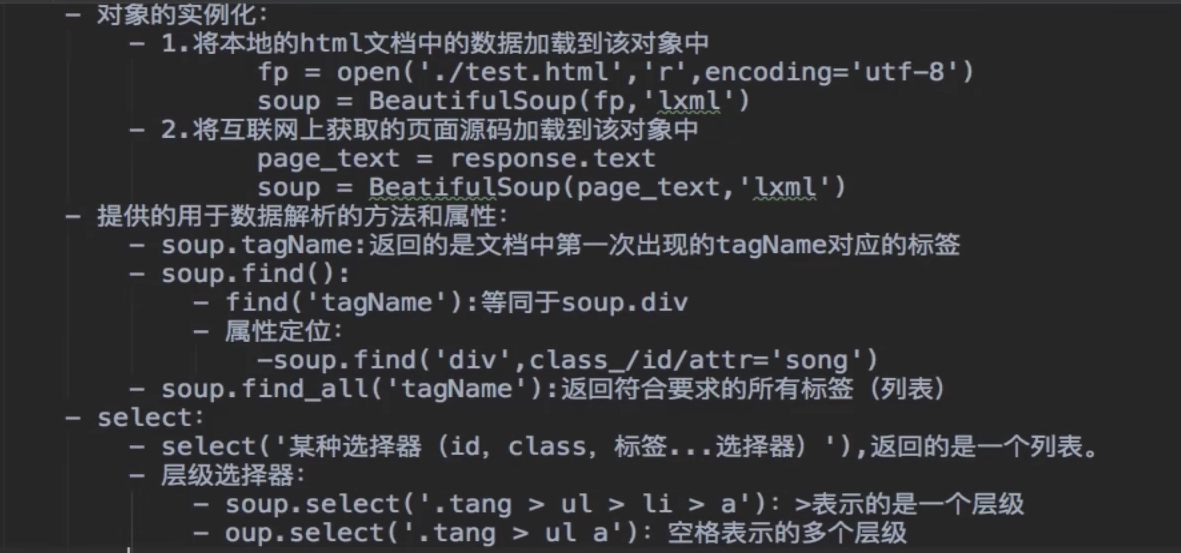 - 对象的实例化：
- 1.将本地的html文档中的数据加载到该对象中
fp = open('./test.html','r',encoding='utf-8')
soup = BeautifulSoup(fp,'lxml')
- 2.将互联网上获取的页面源码加载到该对象中
page_text = response.text
soup = BeatifulSoup(page_text,'lxml')
- 提供的用于数据解析的方法和属性：
- soup.tagName:返回的是文档中第一次出现的tagName对应的标签
- soup.find():
- find('tagName'):等同于soup.div
- 属性定位：
-soup.find('div',class_/id/attr='song')
- soup.find_all('tagName'):返回符合要求的所有标签（列表）
- select：
- select('某种选择器（id，class，标签...选择器）'),返回的是一个列表。
- 层级选择器：
- soup.select('.tang > ul > li > a')：>表示的是一个层级
- oup.select('.tang > ul a')：空格表示的多个层级